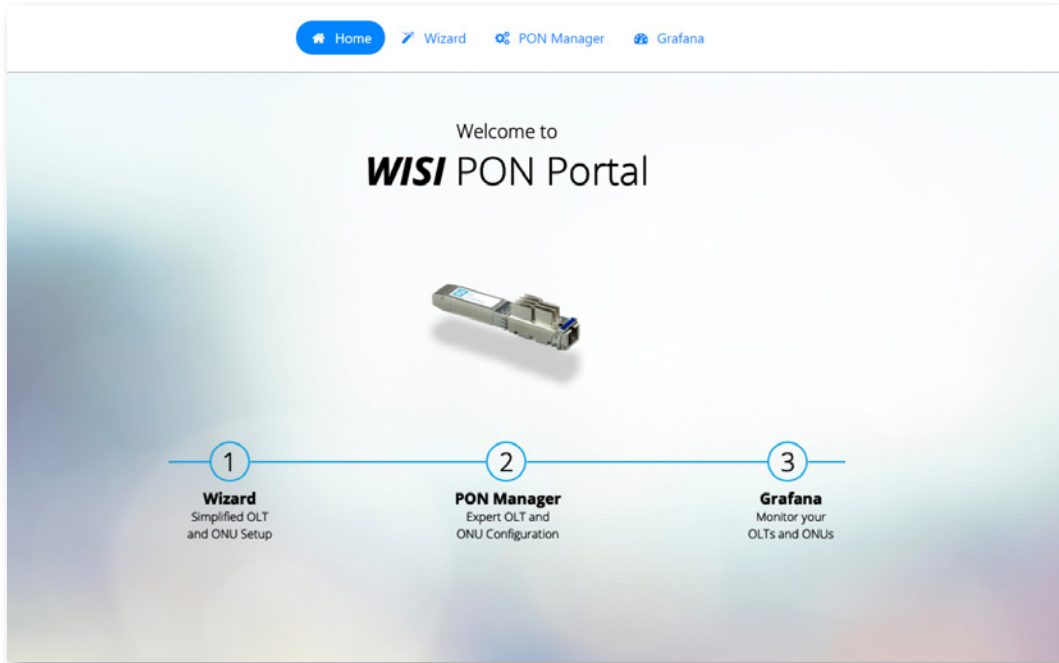 Home Wizard PON Manager Grafana
Welcome to
WISI PON Portal
1 2 3
Wizard
Simplified OLT
and ONU Setup
PON Manager
Expert OLT and
ONU Configuration
Grafana
Monitor your
OLTs and ONUs